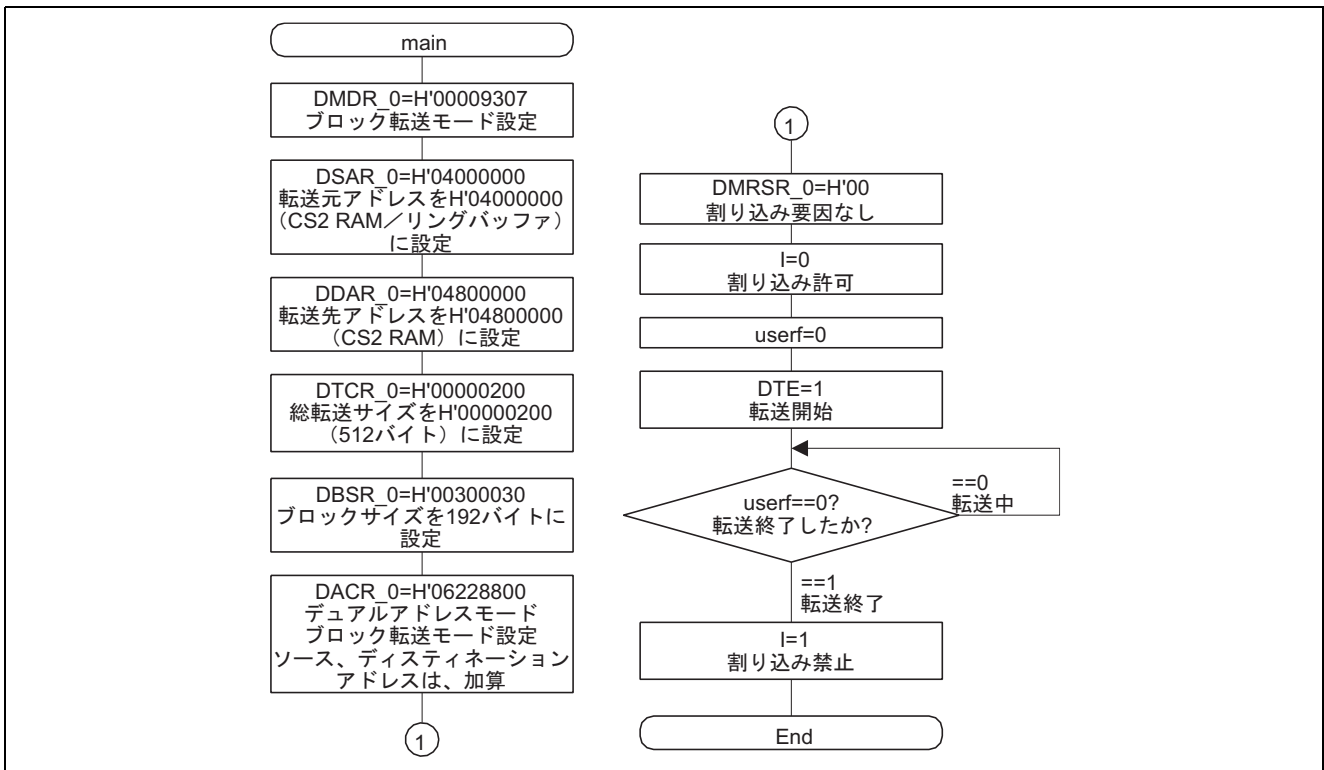 main
DMDR_0=H'00009307
ブロック転送モード設定
DSAR_0=H'04000000
転送元アドレスをH'04000000
（CS2 RAM／リングバッファ）
に設定
DDAR_0=H'04800000
転送先アドレスをH'04800000
（CS2 RAM）に設定
DTCR_0=H'00000200
総転送サイズをH'00000200
（512バイト）に設定
DBSR_0=H'00300030
ブロックサイズを192バイトに
設定
DACR_0=H'06228800
デュアルアドレスモード
ブロック転送モード設定
ソース、ディスティネーション
アドレスは、加算
1
1
DMRSR_0=H'00
割り込み要因なし
I=0
割り込み許可
userf=0
DTE=1
転送開始
userf==0?
転送終了したか?
==0
転送中
==1
転送終了
I=1
割り込み禁止
End